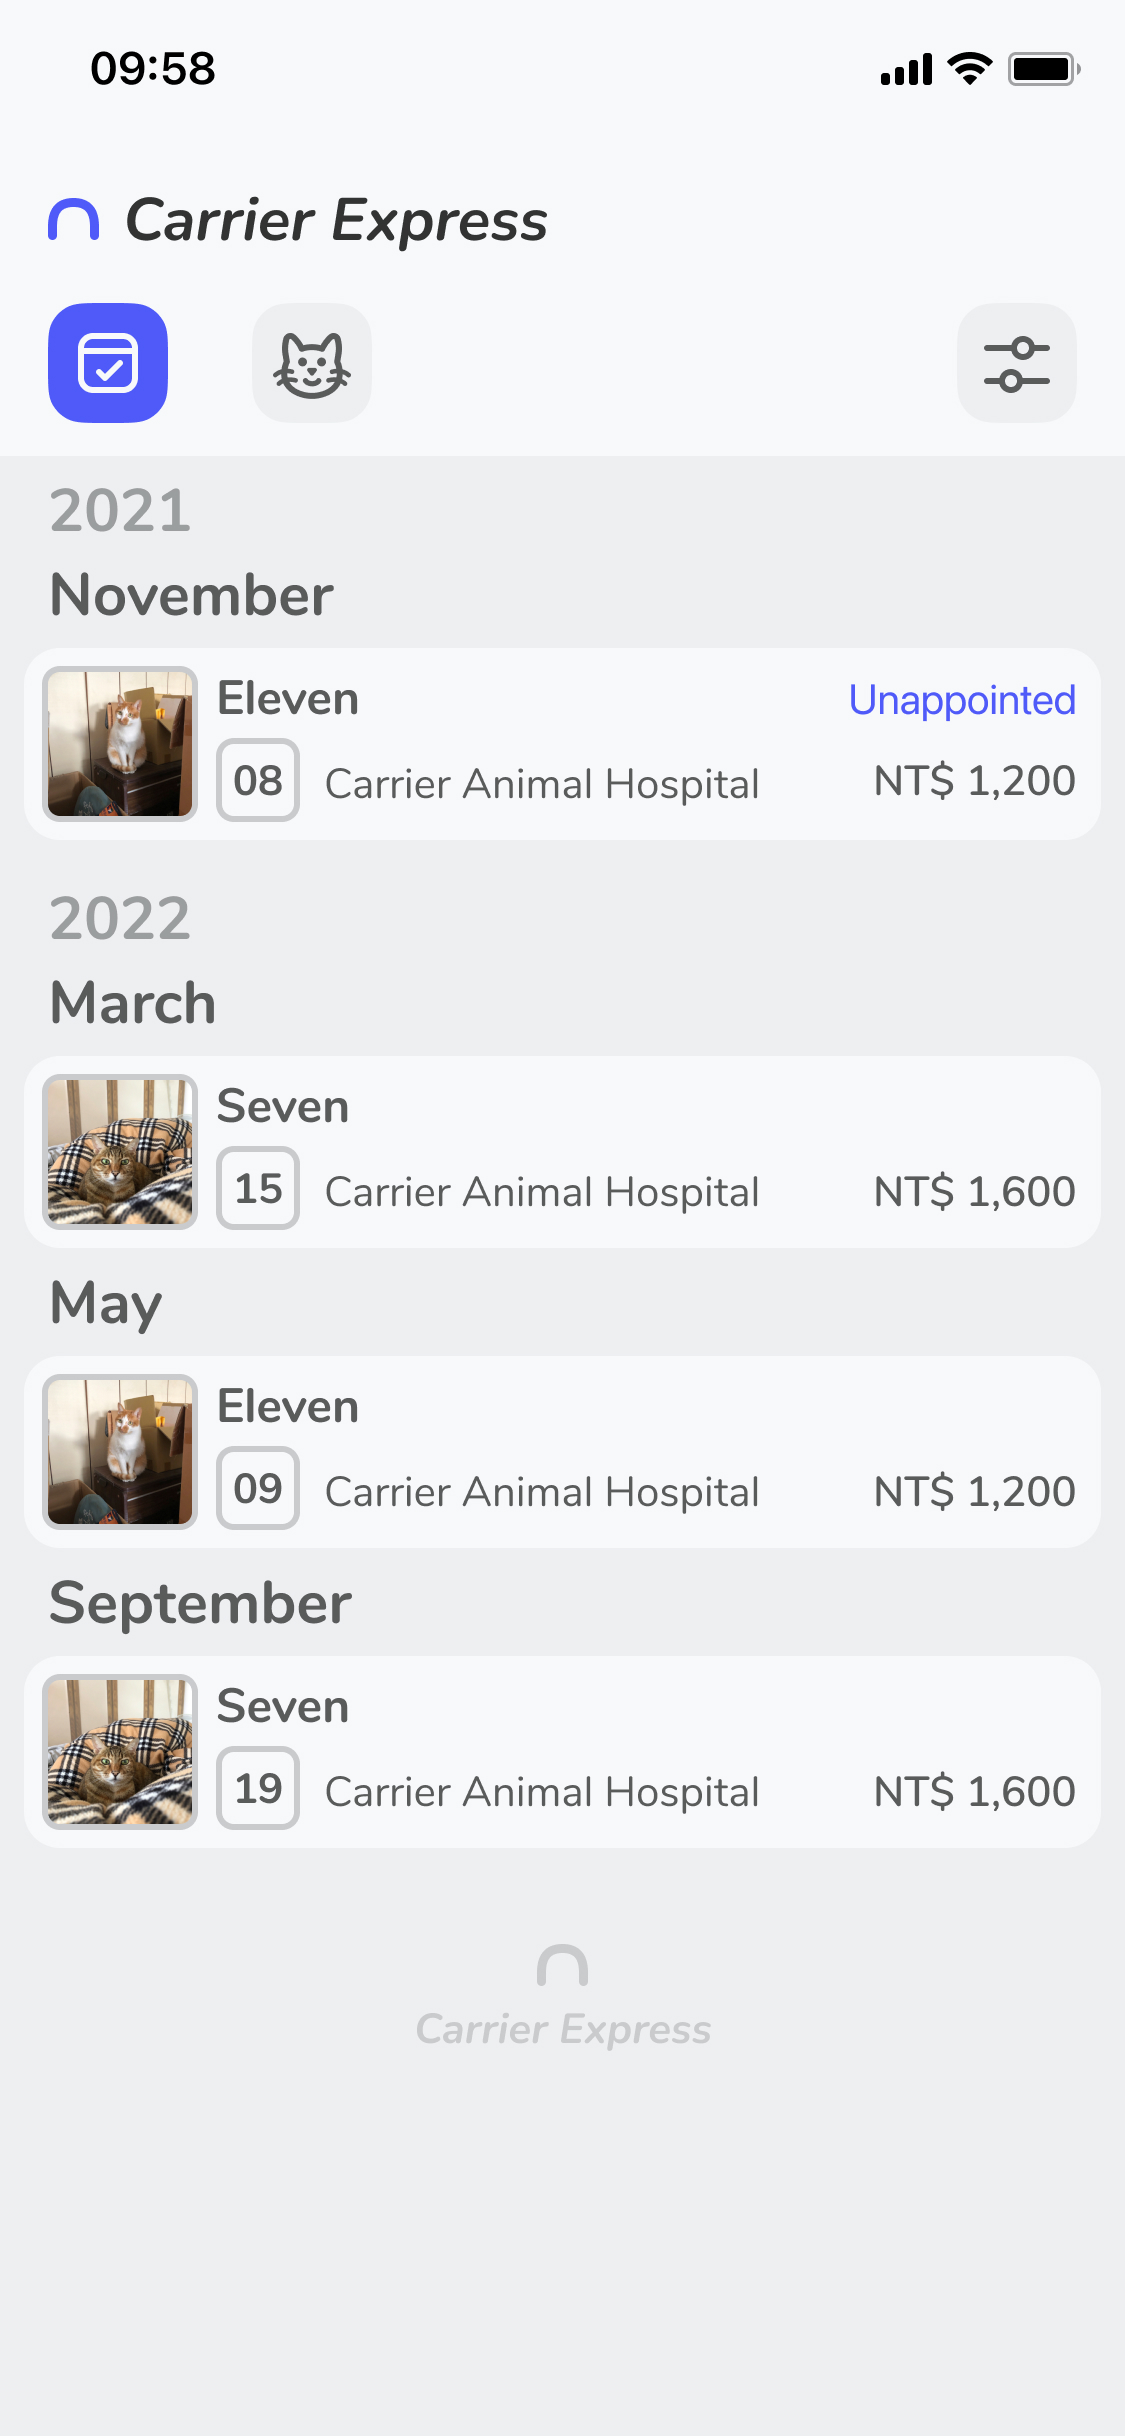 09:58
Carrier Express
2021
November
Eleven
Unappointed
08 Carrier Animal Hospital NT$ 1,200
2022
March
Seven
15 Carrier Animal Hospital NT$ 1,600
May
Eleven
09 Carrier Animal Hospital NT$ 1,200
September
Seven
19 Carrier Animal Hospital NT$ 1,600
Carrier Express